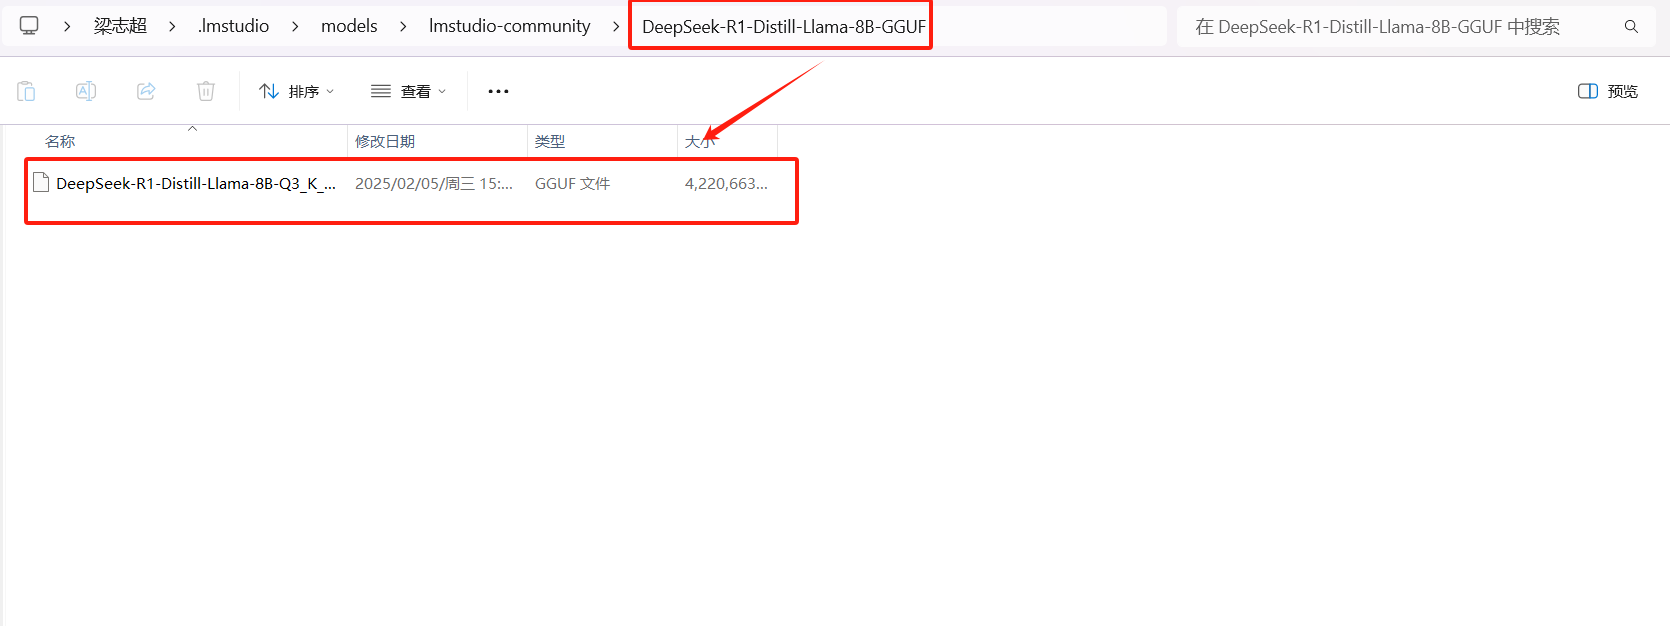 梁志超 .lmstudio models lmstudio-community DeepSeek-R1-Distill-Llama-8B-GGUF 在 DeepSeek-R1-Distill-Llama-8B-GGUF 中搜索
排序 查看 ... 预览
名称 修改日期 类型 大小
DeepSeek-R1-Distill-Llama-8B-Q3_K_... 2025/02/05/周三 15:... GGUF 文件 4,220,663...